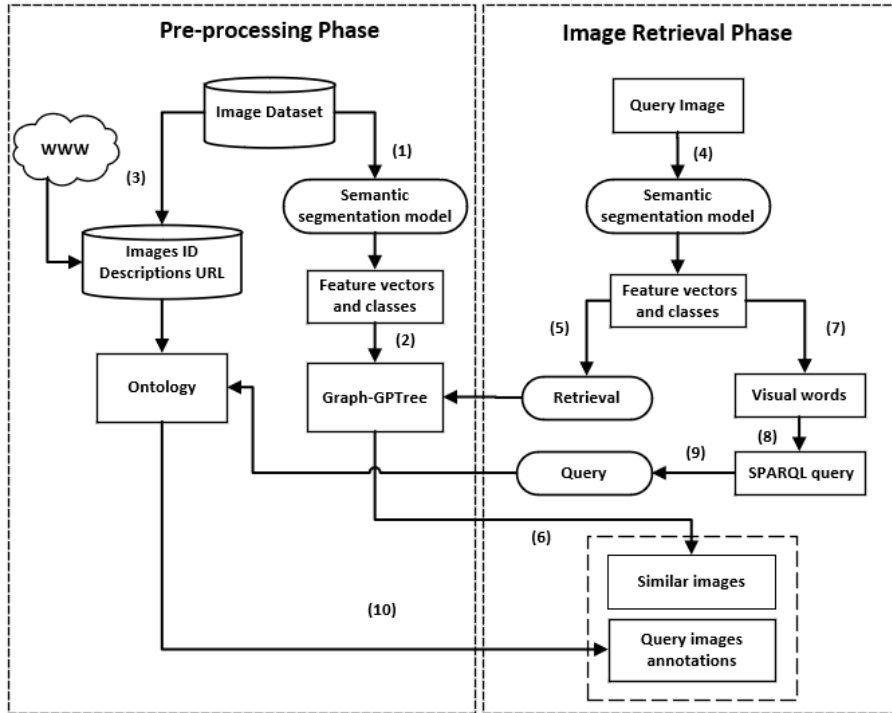 Pre-processing Phase
Image Dataset
WWW
(1)
(3)
Semantic
segmentation model
Images ID
Descriptions URL
Feature vectors
and classes
(2)
Ontology
Graph-GPTree
(10)
Image Retrieval Phase
Query Image
(4)
Semantic
segmentation model
Feature vectors
and classes
(5)
(7)
Retrieval
Visual words
(8)
(9)
Query
SPARQL query
(6)
Similar images
Query images
annotations